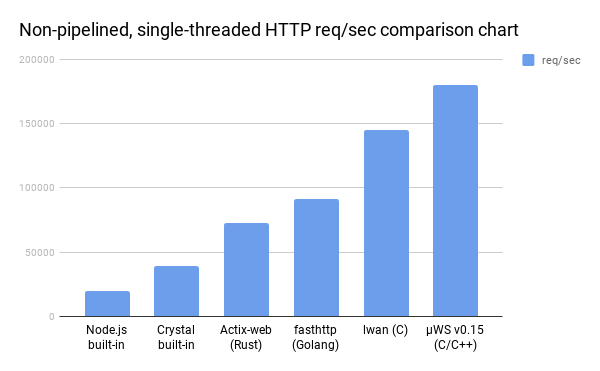 Non-pipelined, single-threaded HTTP req/sec comparison chart
req/sec
200000
150000
100000
50000
0
Node.js
built-in
Crystal
built-in
Actix-web
(Rust)
fasthttp
(Golang)
lwan (C)
µWS v0.15
(C/C++)